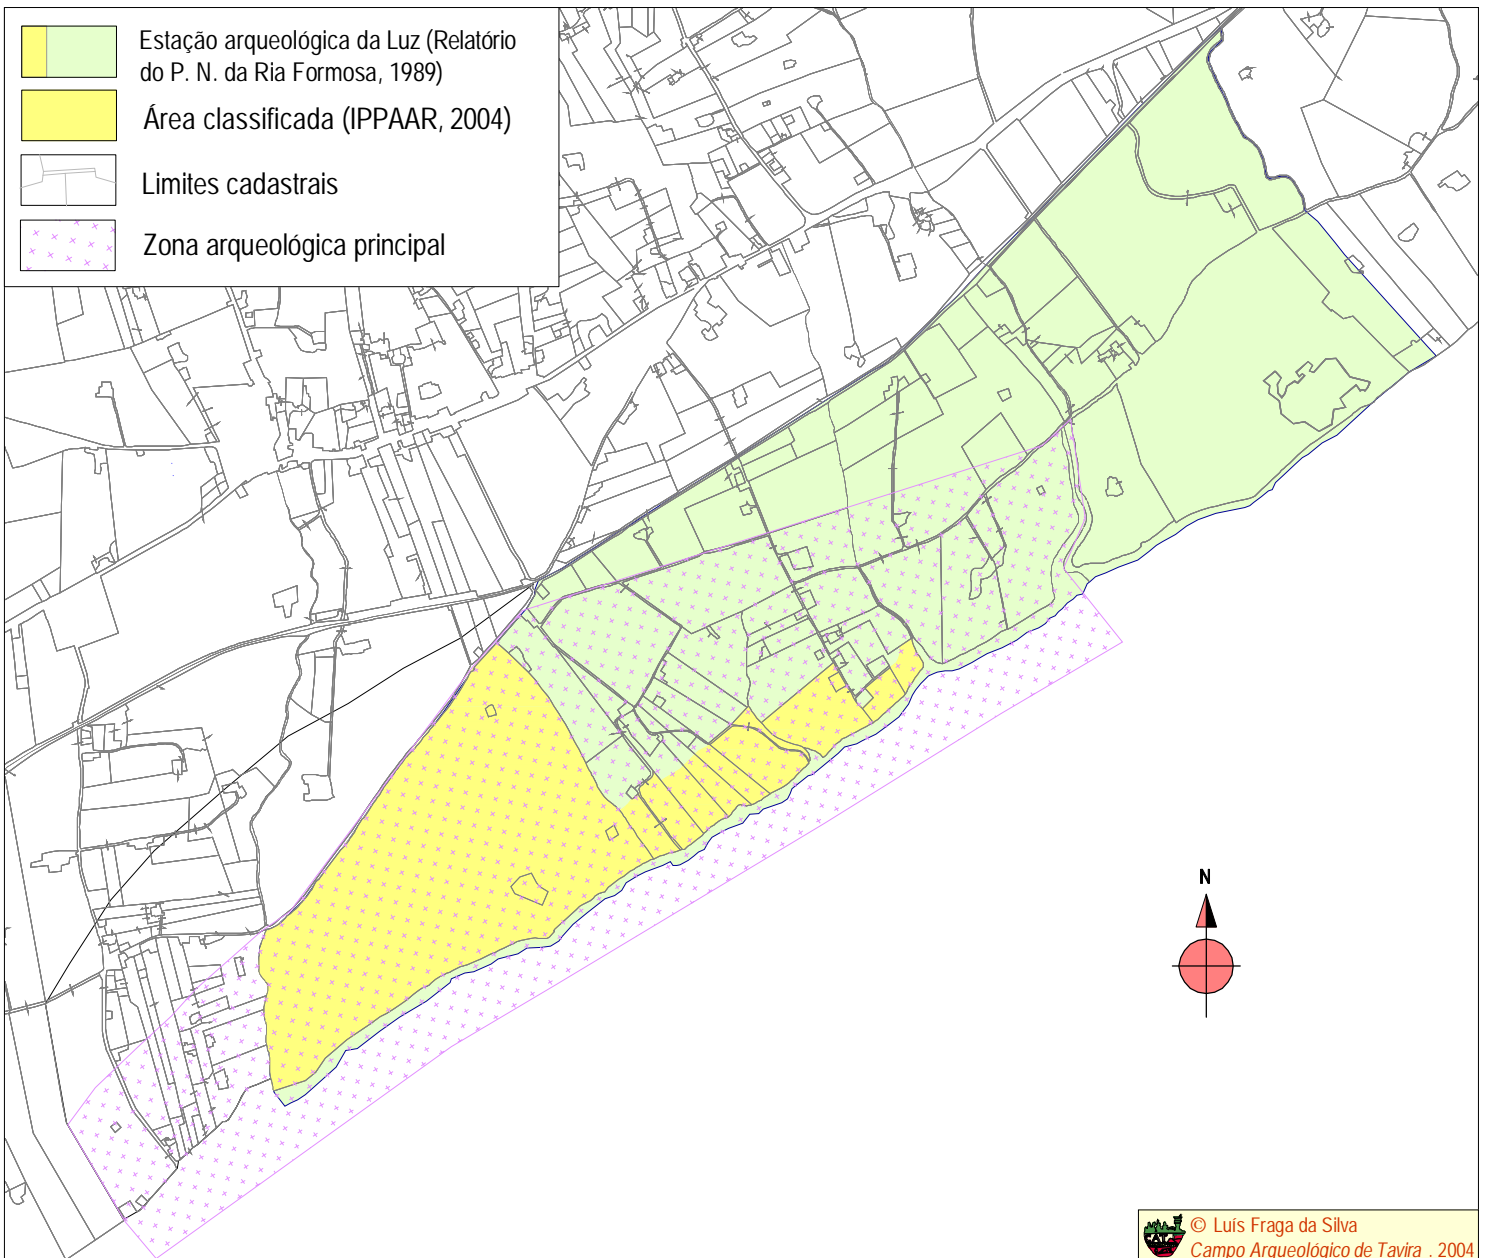 Estação arqueológica da Luz (Relatório
do P. N. da Ria Formosa, 1989)
Área classificada (IPPAAR, 2004)
Limites cadastrais
Zona arqueológica principal
N
© Luís Fraga da Silva
Campo Arqueológico de Tavira . 2004